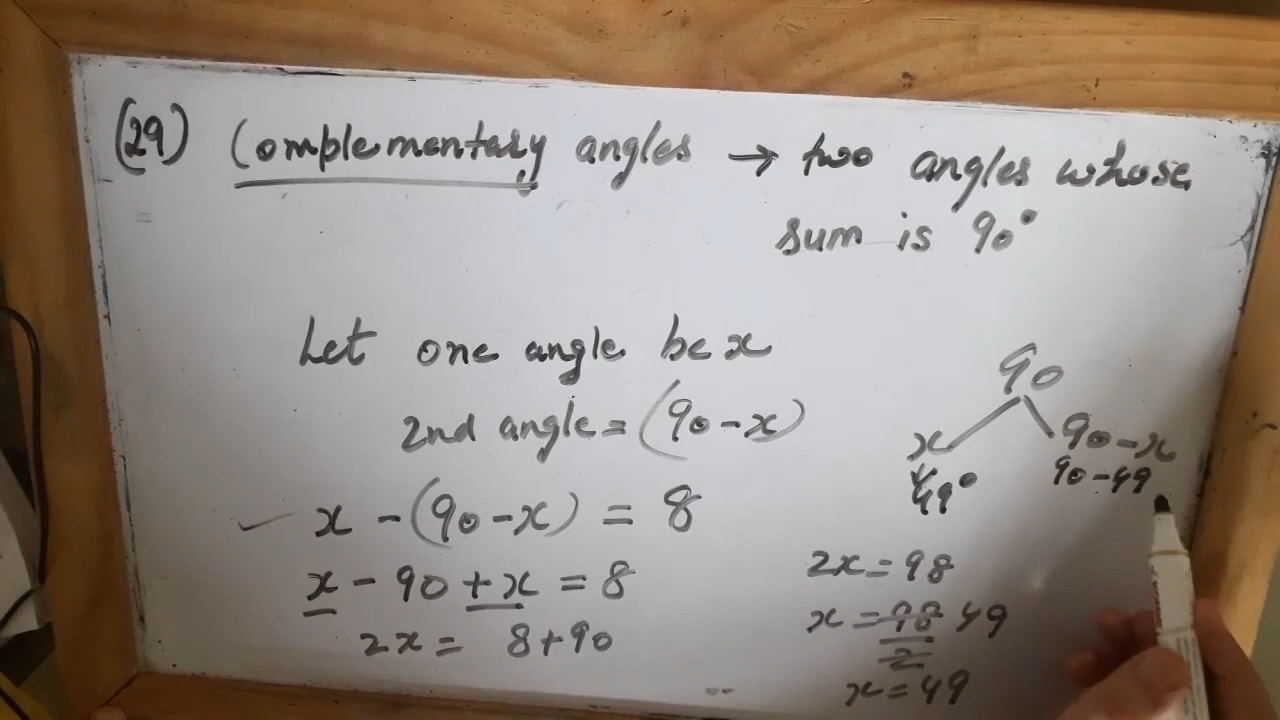 (29) Complementary angles → two angles whose
sum is 90°
Let one angle be x
2nd angle = (90-x)
x - (90-x) = 8
x - 90 + x = 8
2x = 8+90
90
x 90-x
49° 90-49
2x = 98
x = 98/2 49
x = 49